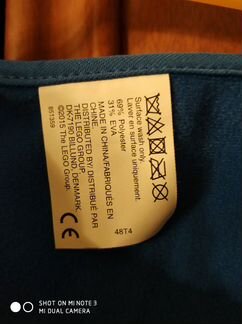 Surface wash only.
Laver en surface uniquement.
69% Polyester
31% EVA
MADE IN CHINA/FABRIQUÉS EN
CHINE
DISTRIBUTED BY/ DISTRIBUÉ PAR
THE LEGO GROUP,
DK-7190 BILLUND, DENMARK
©2015 The LEGO Group.
851359
48T4
CE
SHOT ON MI NOTE 3
MI DUAL CAMERA